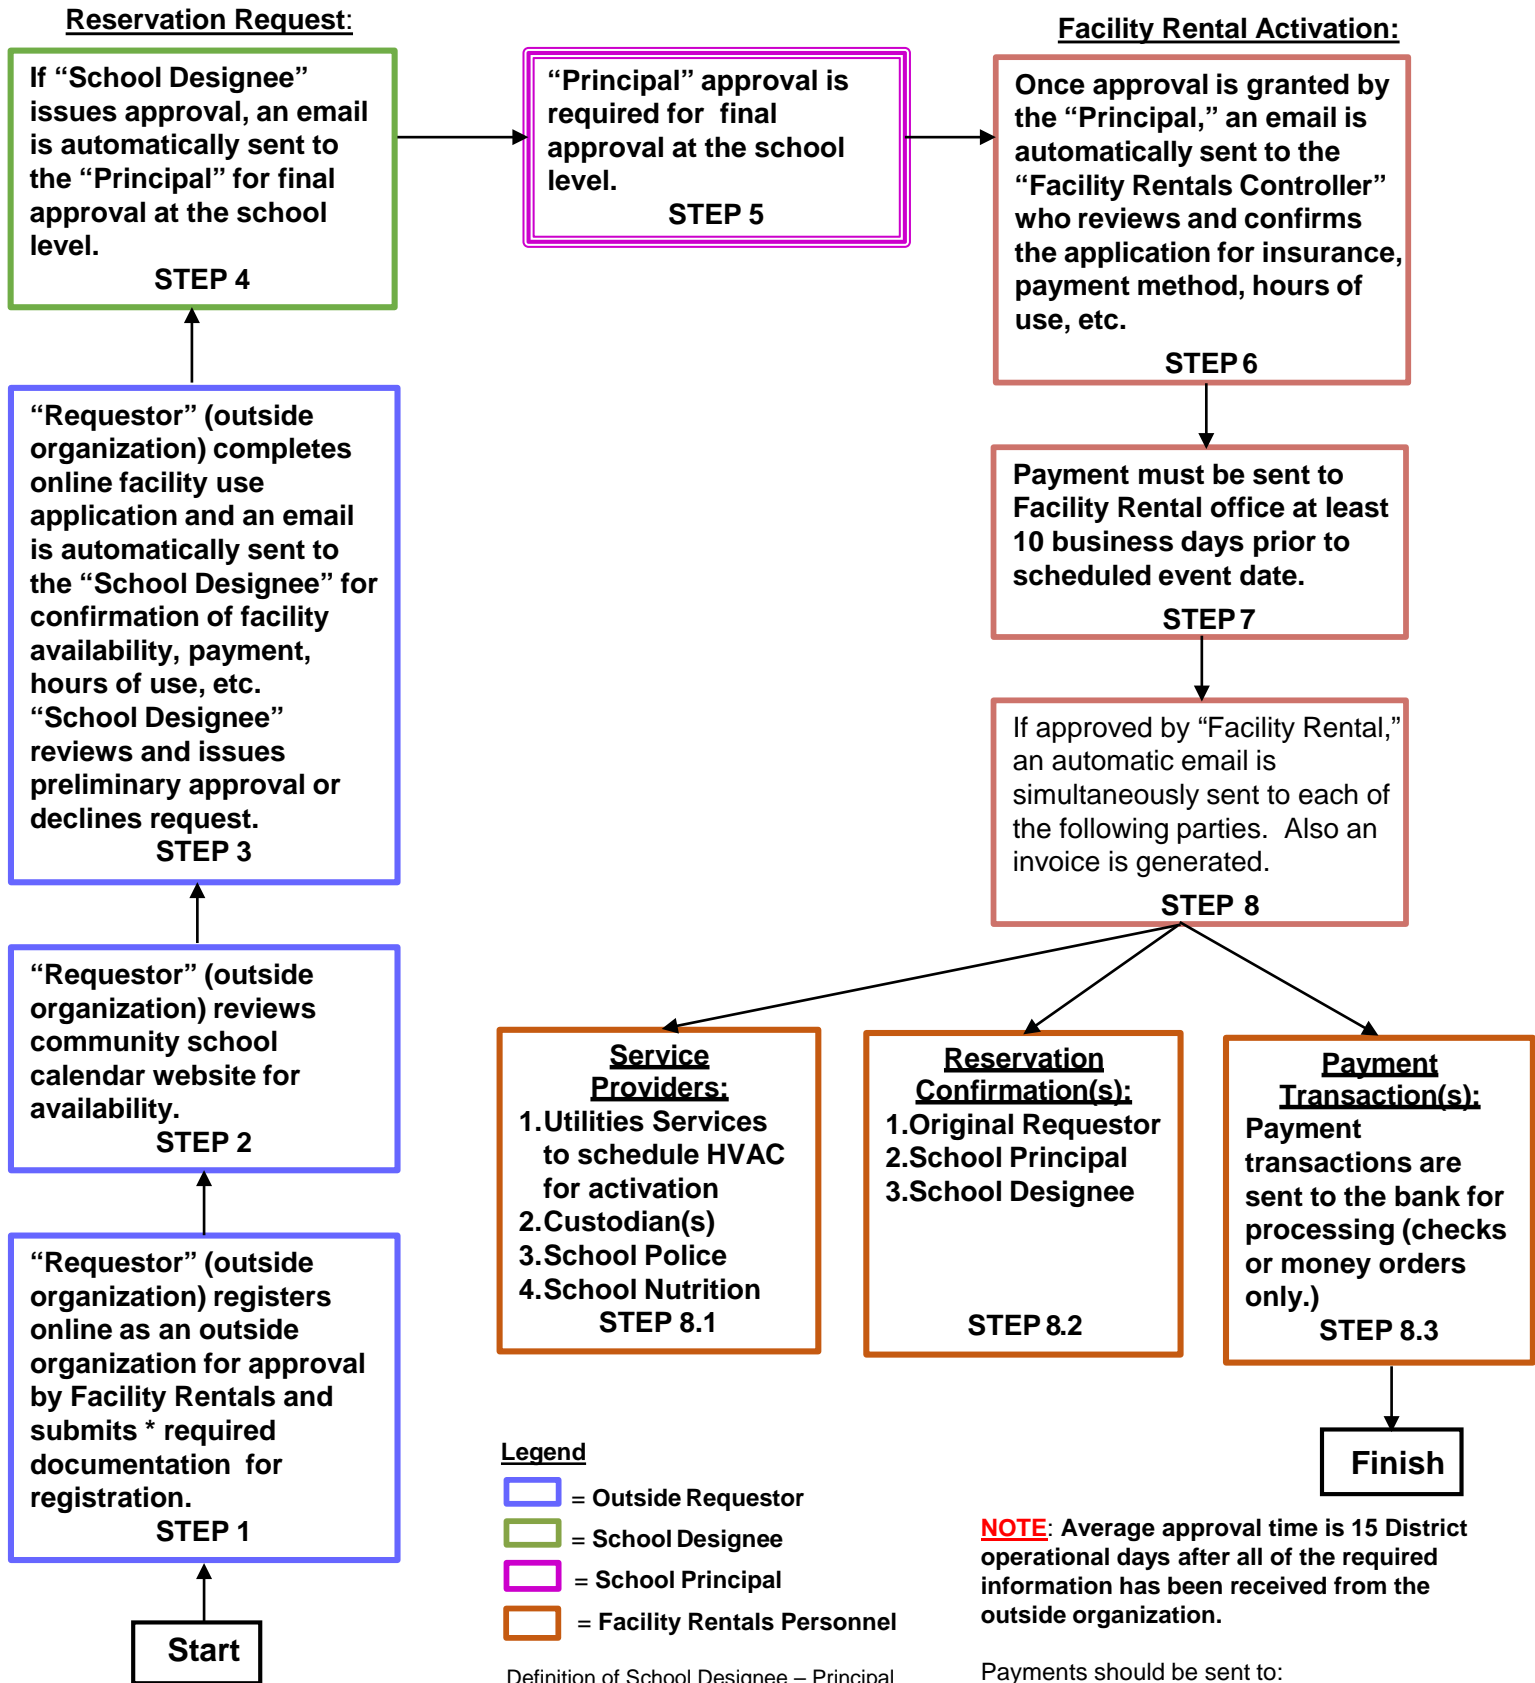 Reservation Request:
If “School Designee”
issues approval, an email
is automatically sent to
the “Principal” for final
approval at the school
level.
STEP 4
“Principal” approval is
required for final
approval at the school
level.
STEP 5
Facility Rental Activation:
Once approval is granted by
the “Principal,” an email is
automatically sent to the
“Facility Rentals Controller”
who reviews and confirms
the application for insurance,
payment method, hours of
use, etc.
STEP 6
“Requestor” (outside
organization) completes
online facility use
application and an email
is automatically sent to
the “School Designee” for
confirmation of facility
availability, payment,
hours of use, etc.
“School Designee”
reviews and issues
preliminary approval or
declines request.
STEP 3
Payment must be sent to
Facility Rental office at least
10 business days prior to
scheduled event date.
STEP 7
If approved by “Facility Rental,”
an automatic email is
simultaneously sent to each of
the following parties. Also an
invoice is generated.
STEP 8
“Requestor” (outside
organization) reviews
community school
calendar website for
availability.
STEP 2
Service
Providers:
1.Utilities Services
to schedule HVAC
for activation
2.Custodian(s)
3.School Police
4.School Nutrition
STEP 8.1
Reservation
Confirmation(s):
1.Original Requestor
2.School Principal
3.School Designee
STEP 8.2
Payment
Transaction(s):
Payment
transactions are
sent to the bank for
processing (checks
or money orders
only.)
STEP 8.3
“Requestor” (outside
organization) registers
online as an outside
organization for approval
by Facility Rentals and
submits * required
documentation for
registration.
STEP 1
Start
Finish
Legend
= Outside Requestor
= School Designee
= School Principal
= Facility Rentals Personnel
Definition of School Designee – Principal
NOTE: Average approval time is 15 District
operational days after all of the required
information has been received from the
outside organization.
Payments should be sent to: